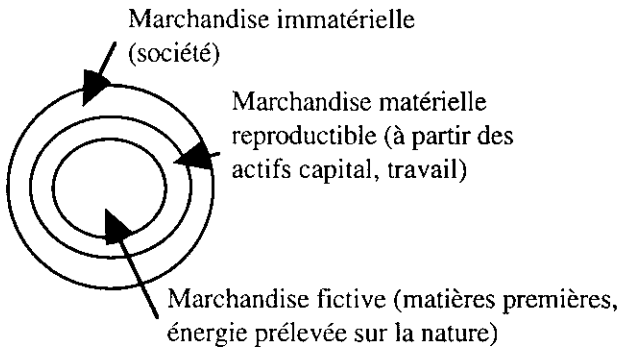 Marchandise immatérielle
(société)
Marchandise matérielle
reproductible (à partir des
actifs capital, travail)
Marchandise fictive (matières premières,
énergie prélevée sur la nature)